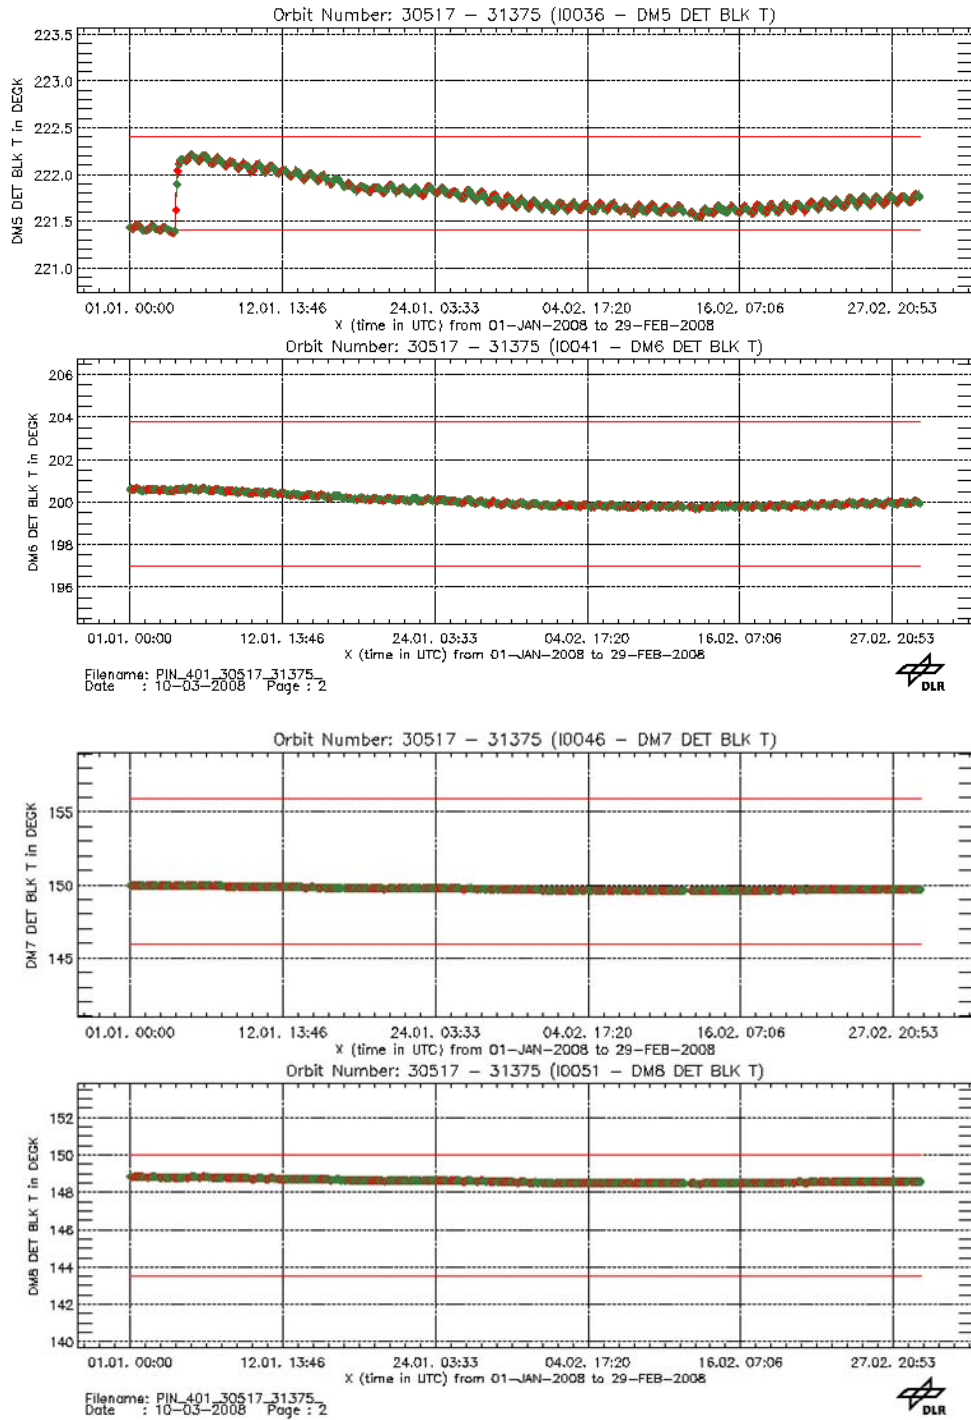 Orbit Number: 30517 – 31375 (I0036 – DM5 DET BLK T)
DM5 DET BLK T in DEGK
223.5
223.0
222.5
222.0
221.5
221.0
01.01. 00:00 12.01. 13:46 24.01. 03:33 04.02. 17:20 16.02. 07:06 27.02. 20:53
X (time in UTC) from 01–JAN–2008 to 29–FEB–2008
Orbit Number: 30517 – 31375 (I0041 – DM6 DET BLK T)
DM6 DET BLK T in DEGK
206
204
202
200
198
196
01.01. 00:00 12.01. 13:46 24.01. 03:33 04.02. 17:20 16.02. 07:06 27.02. 20:53
X (time in UTC) from 01–JAN–2008 to 29–FEB–2008
Filename: PIN_401_30517_31375_
Date : 10–03–2008 Page : 2
DLR
Orbit Number: 30517 – 31375 (I0046 – DM7 DET BLK T)
DM7 DET BLK T in DEGK
155
150
145
01.01. 00:00 12.01. 13:46 24.01. 03:33 04.02. 17:20 16.02. 07:06 27.02. 20:53
X (time in UTC) from 01–JAN–2008 to 29–FEB–2008
Orbit Number: 30517 – 31375 (I0051 – DM8 DET BLK T)
DM8 DET BLK T in DEGK
152
150
148
146
144
142
140
01.01. 00:00 12.01. 13:46 24.01. 03:33 04.02. 17:20 16.02. 07:06 27.02. 20:53
X (time in UTC) from 01–JAN–2008 to 29–FEB–2008
Filename: PIN_401_30517_31375_
Date : 10–03–2008 Page : 2
DLR